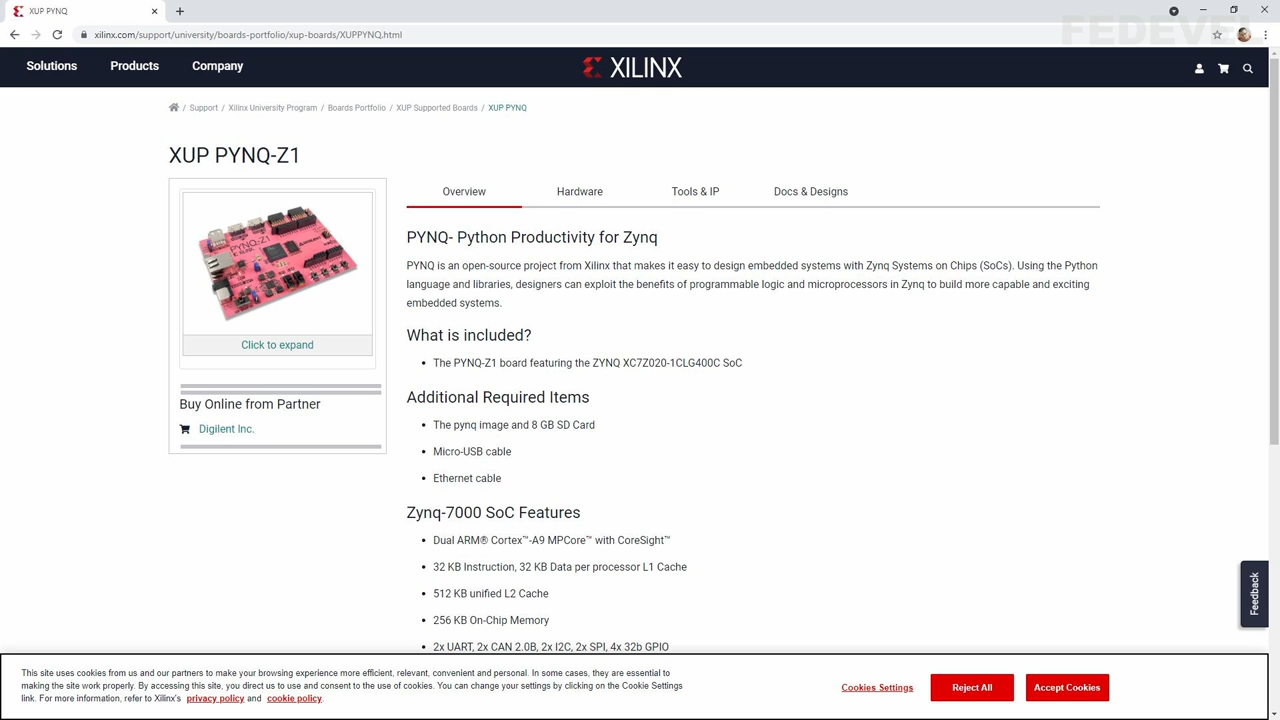 XUP PYNQ
xilinx.com/support/university/boards-portfolio/xup-boards/XUPPYNQ.html
FEDEVEL
Solutions
Products
Company
XILINX
/ Support / Xilinx University Program / Boards Portfolio / XUP Supported Boards / XUP PYNQ
XUP PYNQ-Z1
PYNQ-Z1
Click to expand
Buy Online from Partner
Digilent Inc.
Overview
Hardware
Tools & IP
Docs & Designs
PYNQ- Python Productivity for Zynq
PYNQ is an open-source project from Xilinx that makes it easy to design embedded systems with Zynq Systems on Chips (SoCs). Using the Python
language and libraries, designers can exploit the benefits of programmable logic and microprocessors in Zynq to build more capable and exciting
embedded systems.
What is included?
• The PYNQ-Z1 board featuring the ZYNQ XC7Z020-1CLG400C SoC
Additional Required Items
• The pynq image and 8 GB SD Card
• Micro-USB cable
• Ethernet cable
Zynq-7000 SoC Features
• Dual ARM® Cortex™-A9 MPCore™ with CoreSight™
• 32 KB Instruction, 32 KB Data per processor L1 Cache
• 512 KB unified L2 Cache
• 256 KB On-Chip Memory
• 2x UART, 2x CAN 2.0B, 2x I2C, 2x SPI, 4x 32b GPIO
Feedback
This site uses cookies from us and our partners to make your browsing experience more efficient, relevant, convenient and personal. In some cases, they are essential to
making the site work properly. By accessing this site, you direct us to use and consent to the use of cookies. You can change your settings by clicking on the Cookie Settings
link. For more information, refer to Xilinx's privacy policy and cookie policy.
Cookies Settings
Reject All
Accept Cookies